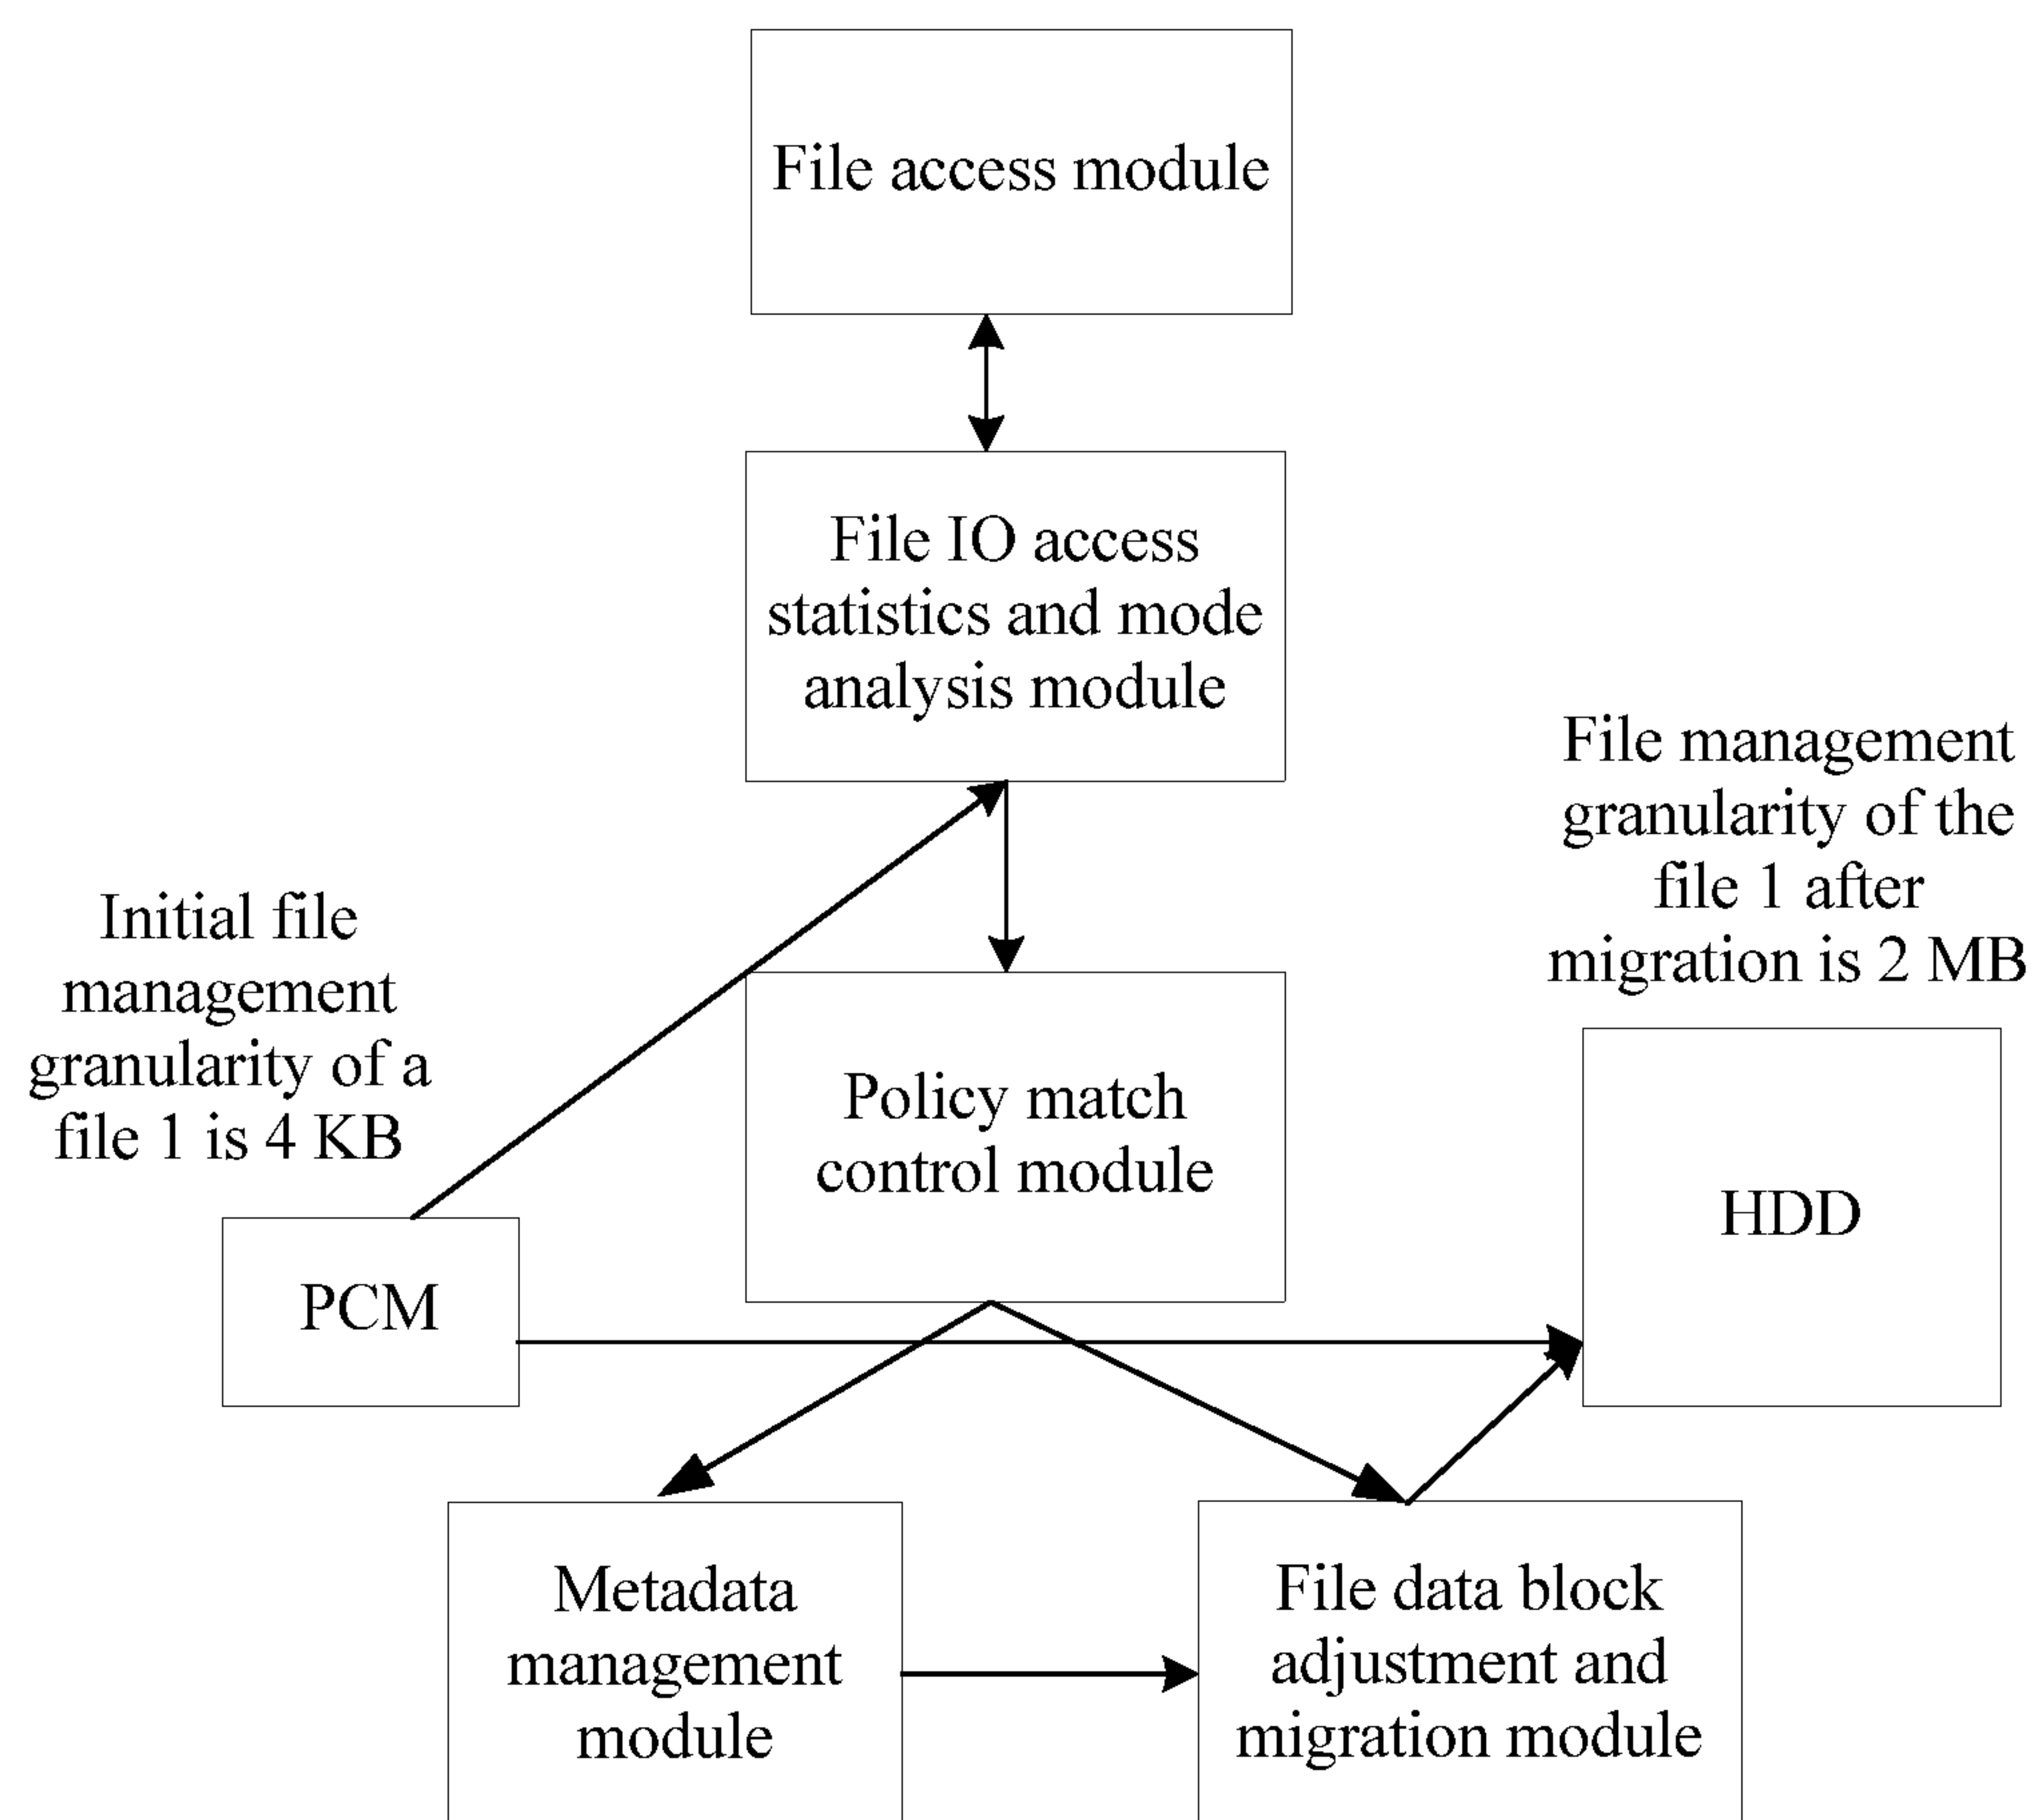 File access module
File IO access
statistics and mode
analysis module
File management
granularity of the
file 1 after
migration is 2 MB
Initial file
management
granularity of a
file 1 is 4 KB
Policy match
control module
HDD
PCM
Metadata
management
module
File data block
adjustment and
migration module